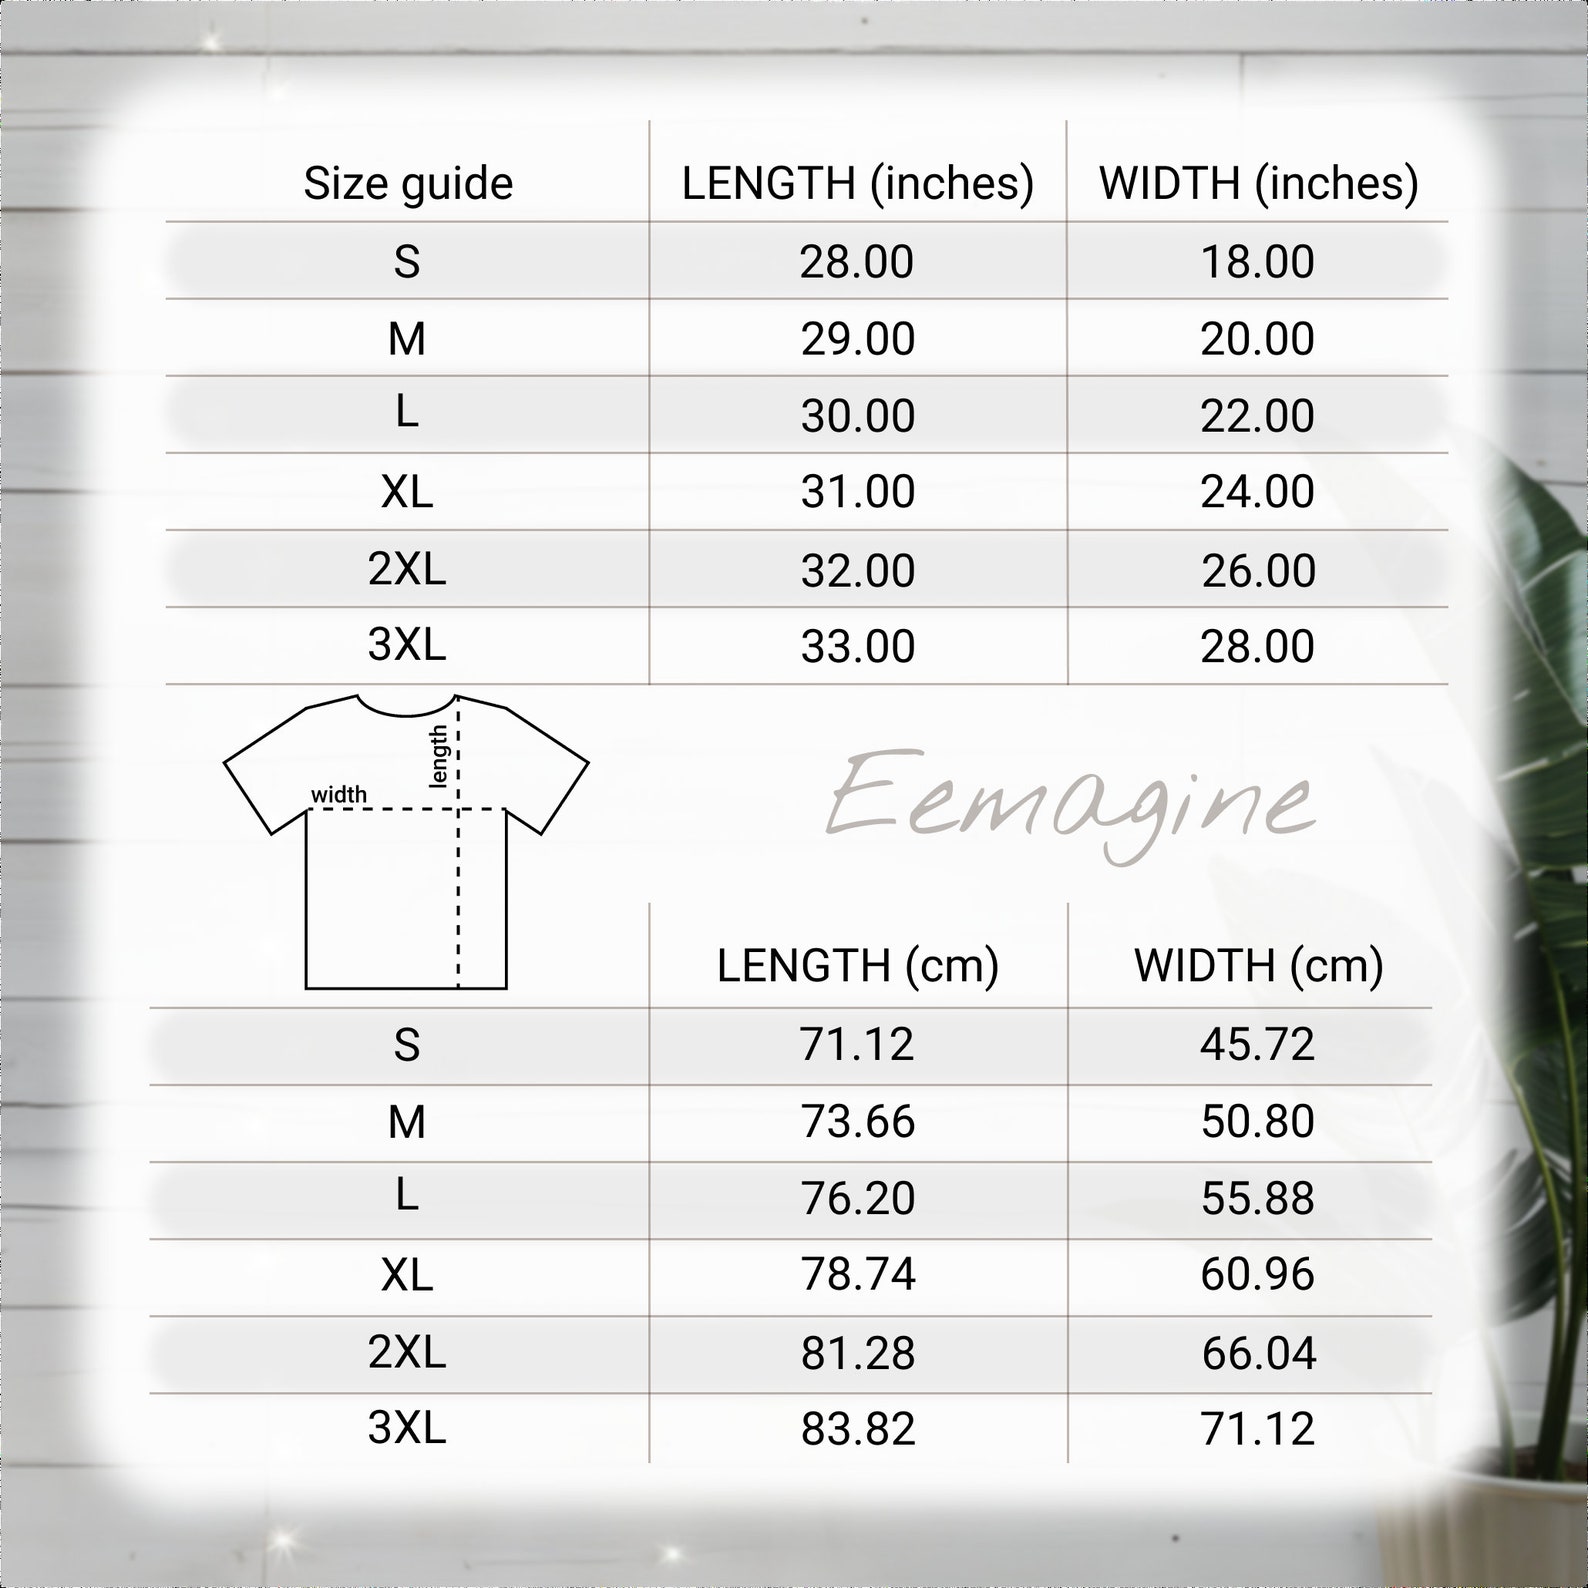 Size guide LENGTH (inches) WIDTH (inches)
S 28.00 18.00
M 29.00 20.00
L 30.00 22.00
XL 31.00 24.00
2XL 32.00 26.00
3XL 33.00 28.00
length
width
Eemagine
LENGTH (cm) WIDTH (cm)
S 71.12 45.72
M 73.66 50.80
L 76.20 55.88
XL 78.74 60.96
2XL 81.28 66.04
3XL 83.82 71.12